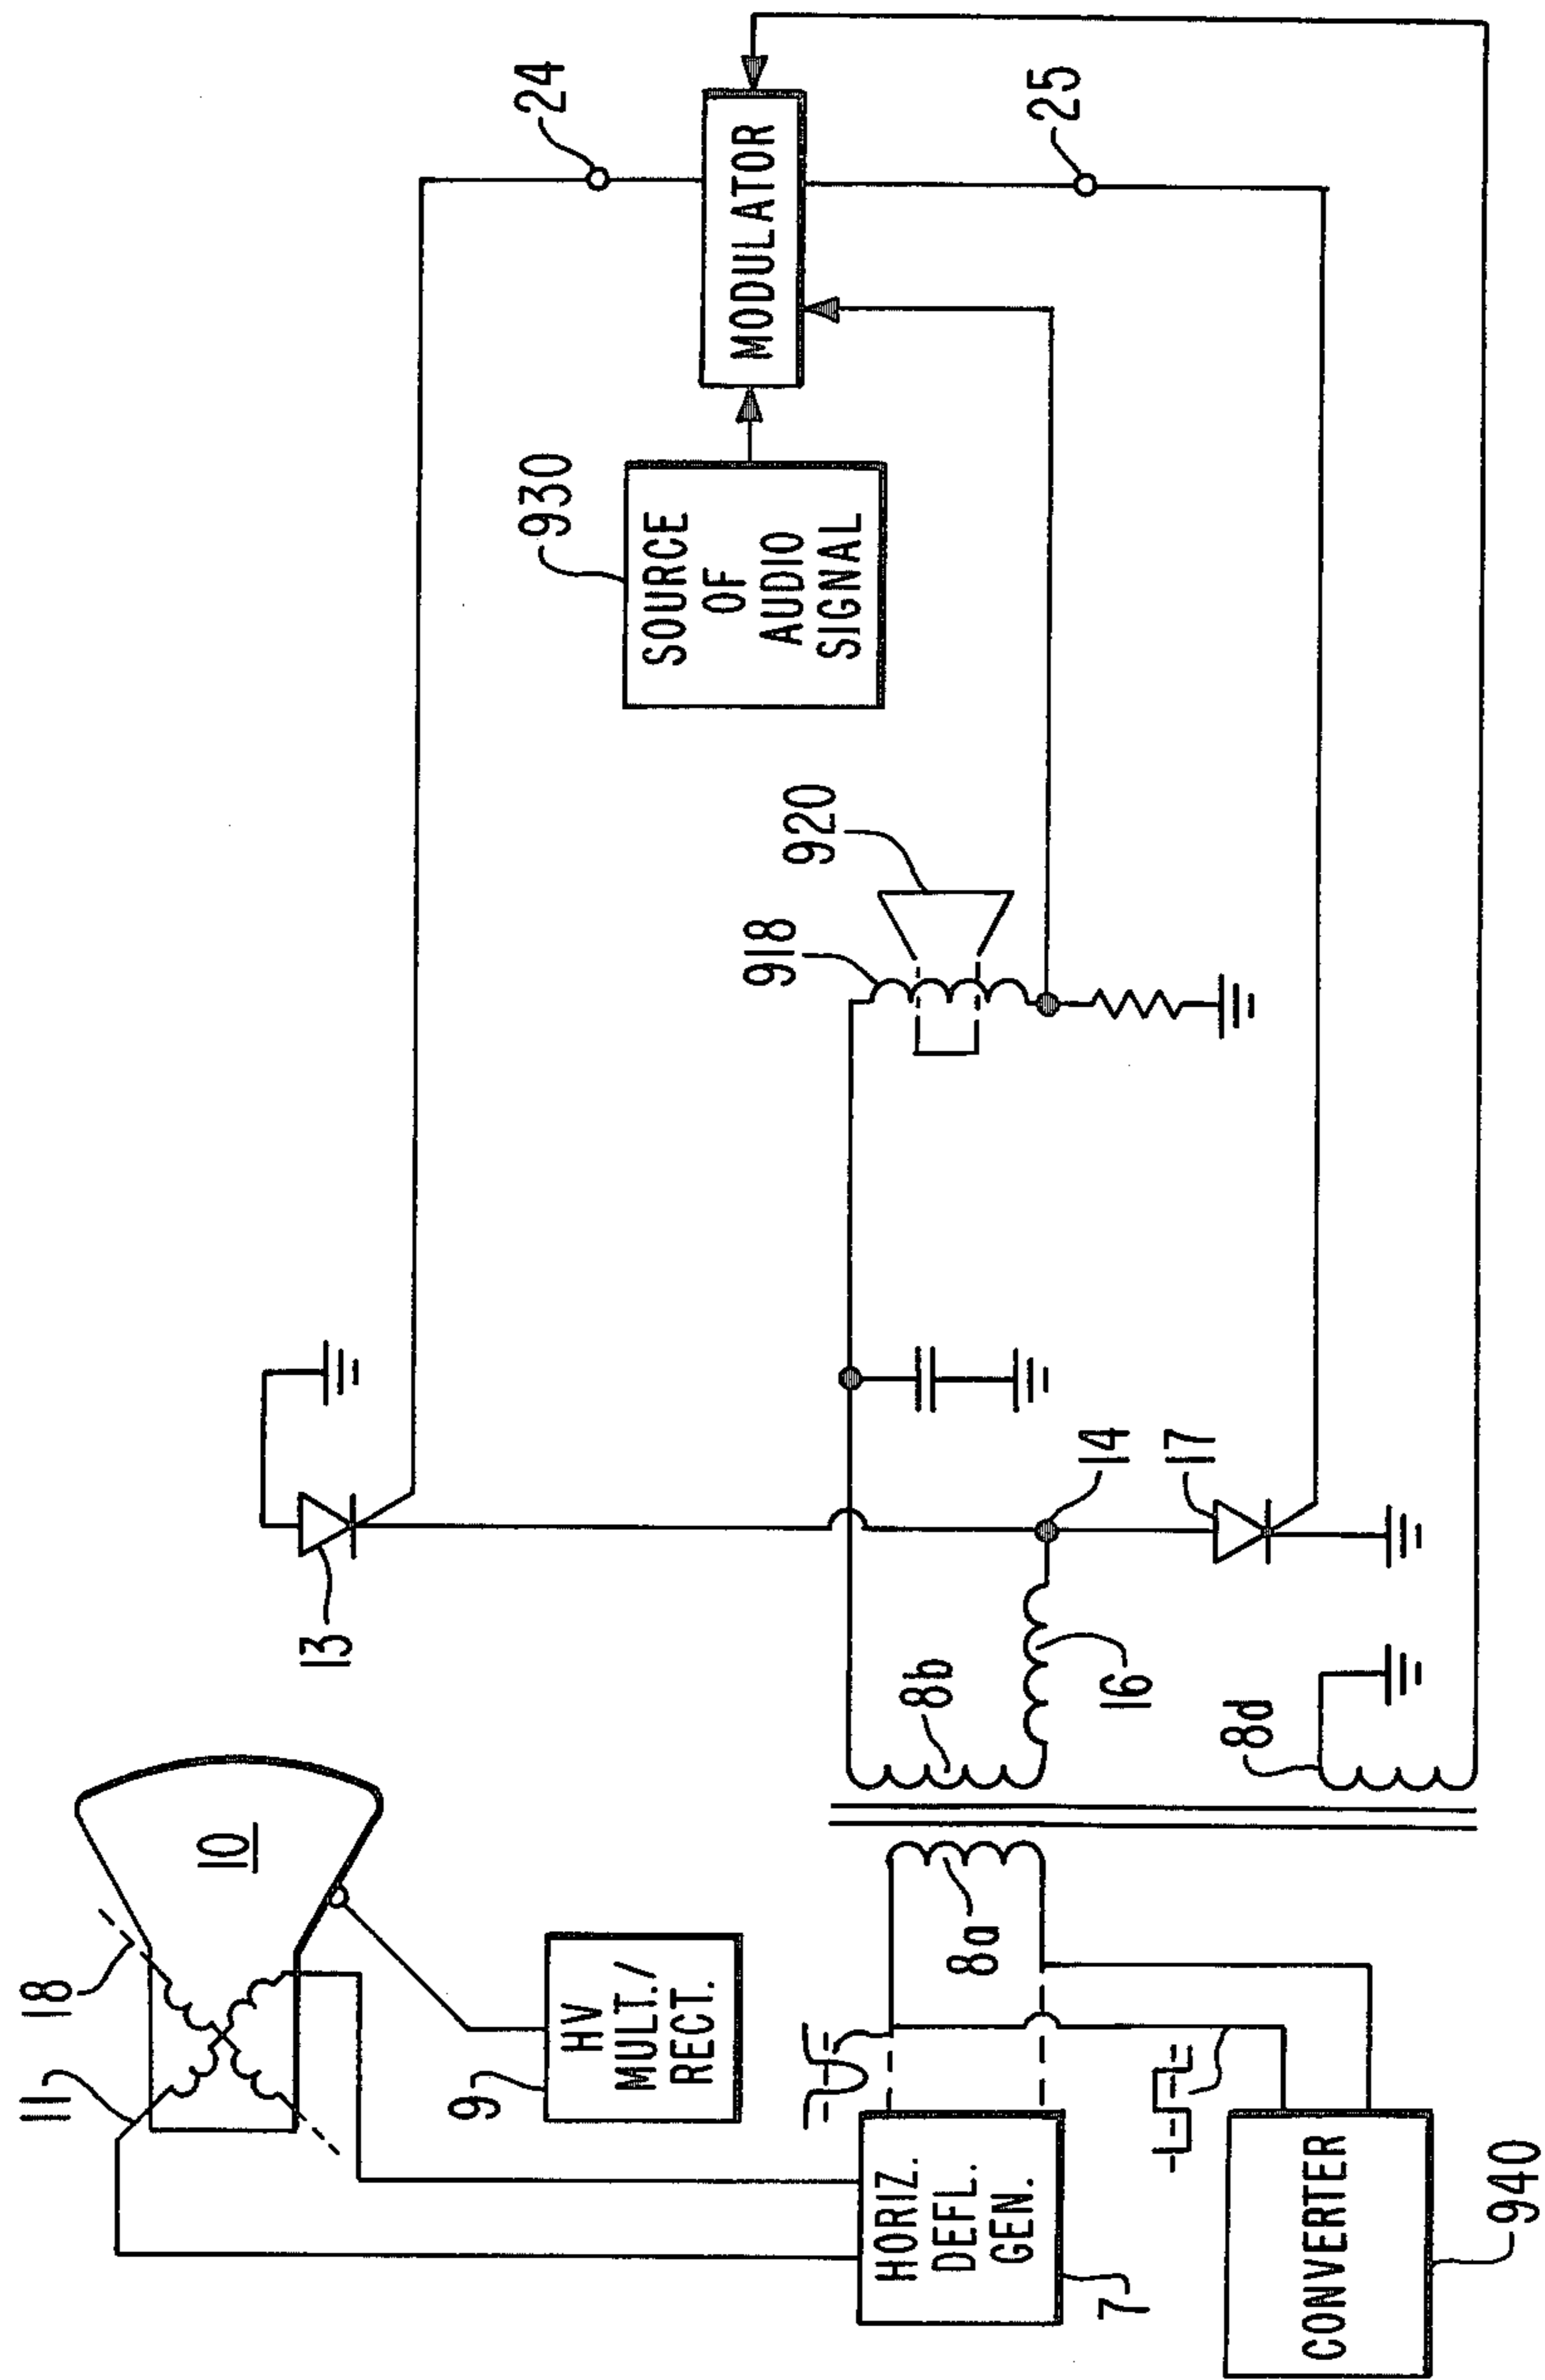 18
11
10
HV
MULT./
RECT.
9
HORIZ.
DEFL.
GEN.
7
CONVERTER
940
8a
8b
8d
16
14
17
13
918
920
930
SOURCE
OF
AUDIO
SIGNAL
MODULATOR
24
25